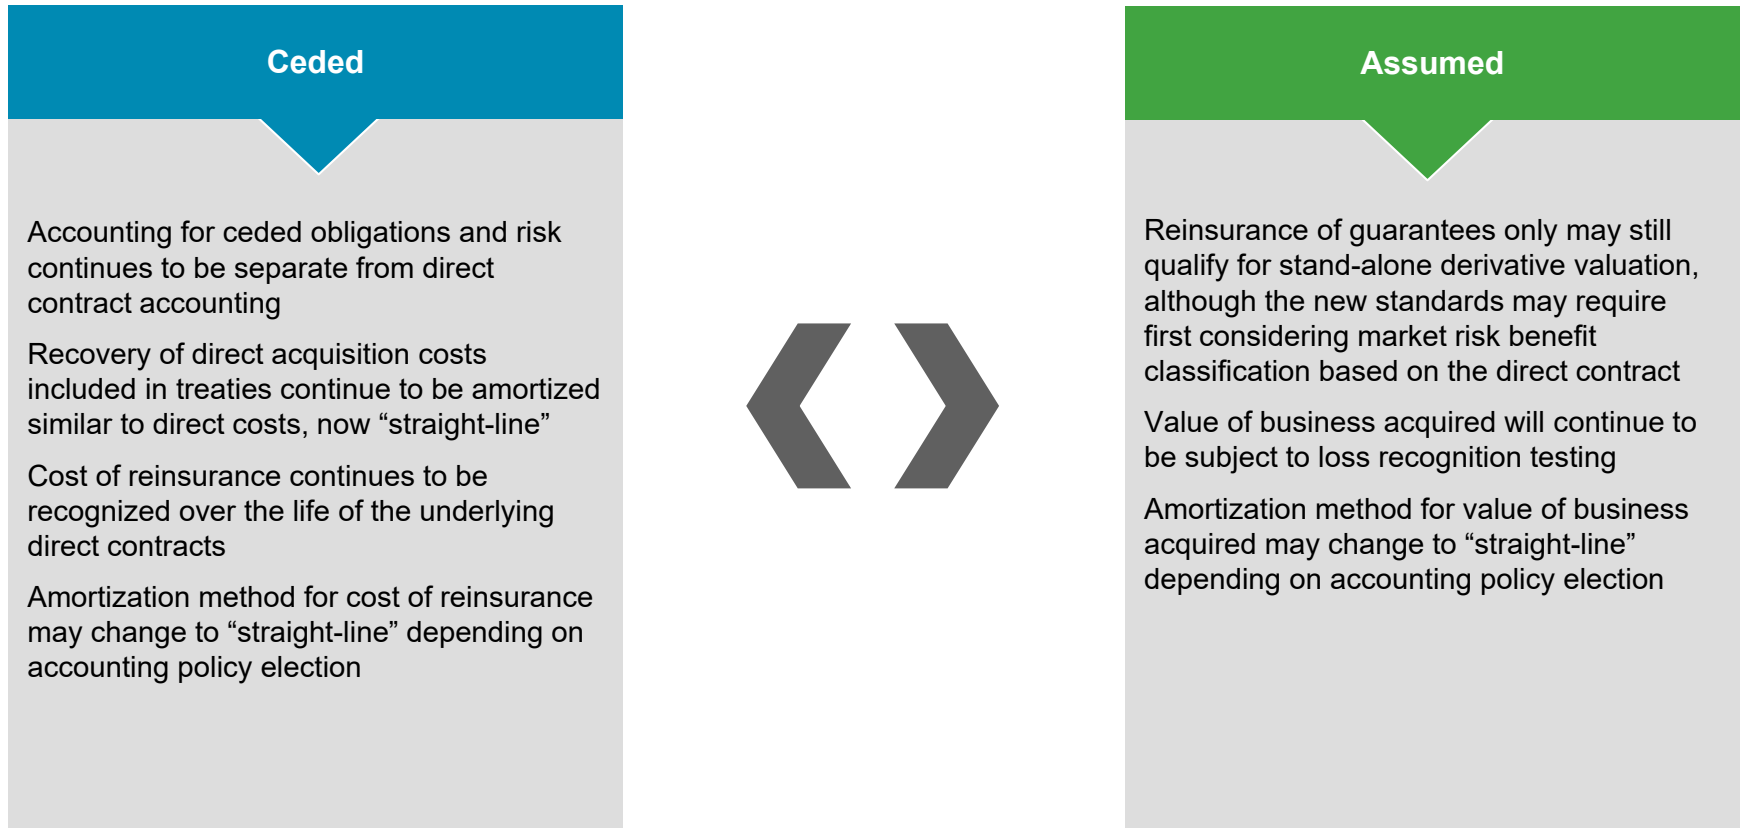 Ceded
Accounting for ceded obligations and risk
continues to be separate from direct
contract accounting
Recovery of direct acquisition costs
included in treaties continue to be amortized
similar to direct costs, now “straight-line”
Cost of reinsurance continues to be
recognized over the life of the underlying
direct contracts
Amortization method for cost of reinsurance
may change to “straight-line” depending on
accounting policy election
Assumed
Reinsurance of guarantees only may still
qualify for stand-alone derivative valuation,
although the new standards may require
first considering market risk benefit
classification based on the direct contract
Value of business acquired will continue to
be subject to loss recognition testing
Amortization method for value of business
acquired may change to “straight-line”
depending on accounting policy election